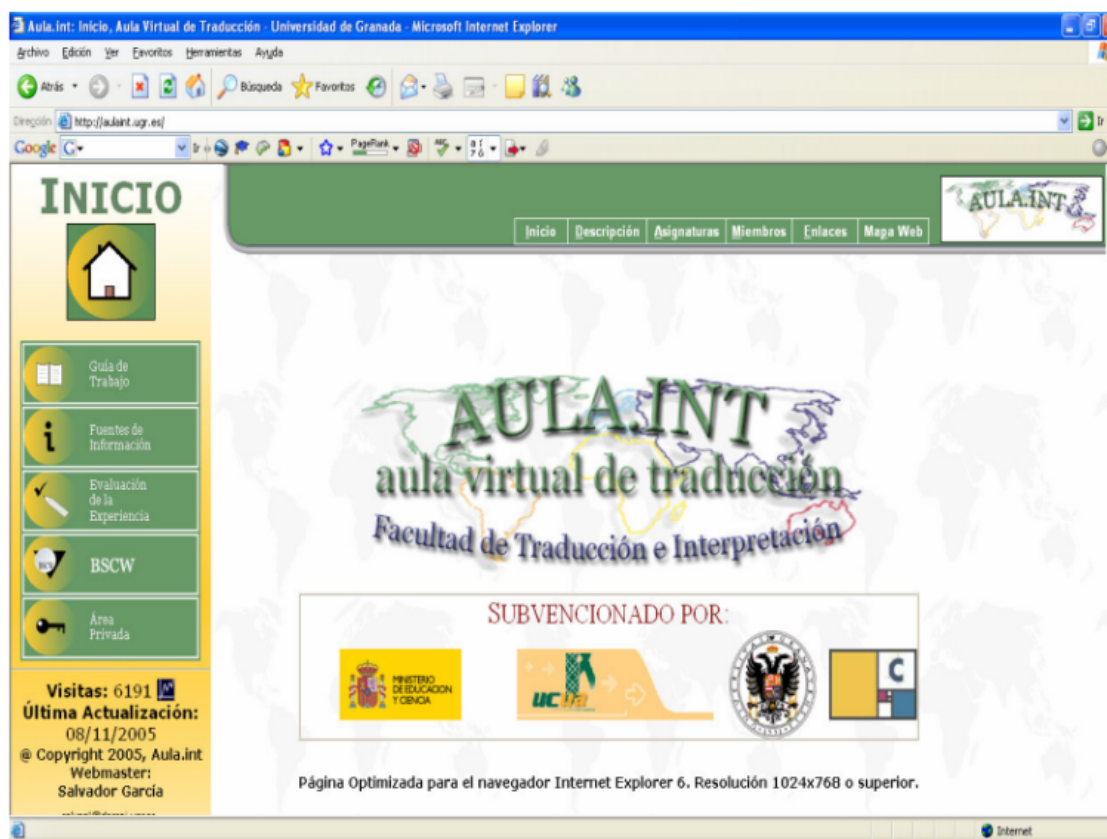 Aula.int: Inicio, Aula Virtual de Traducción - Universidad de Granada - Microsoft Internet Explorer
Archivo Edición Ver Favoritos Herramientas Ayuda
Atrás Búsqueda Favoritos
Dirección http://aulaint.ugr.es/ Ir
Google G PageRank
INICIO
Inicio Descripción Asignaturas Miembros Enlaces Mapa Web
AULA.INT
Guía de
Trabajo
Fuentes de
Información
Evaluación
de la
Experiencia
BSCW
Área
Privada
AULA.INT
aula virtual de traducción
Facultad de Traducción e Interpretación
SUBVENCIONADO POR:
MINISTERIO
DE EDUCACION
Y CIENCIA
ucua
C
Visitas: 6191
Última Actualización:
08/11/2005
@ Copyright 2005, Aula.int
Webmaster:
Salvador García
Página Optimizada para el navegador Internet Explorer 6. Resolución 1024x768 o superior.
Internet